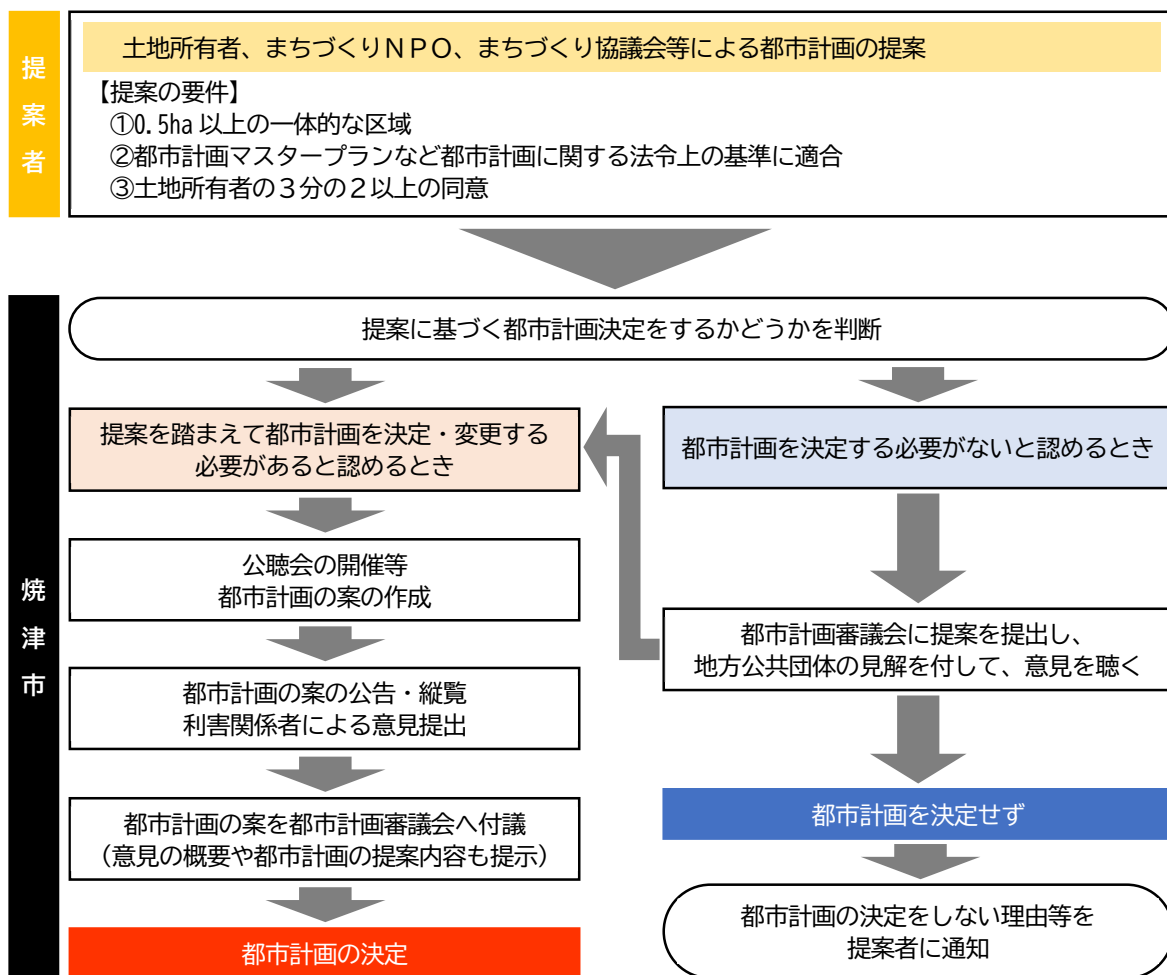 提案者
土地所有者、まちづくりＮＰＯ、まちづくり協議会等による都市計画の提案
【提案の要件】
①0.5ha 以上の一体的な区域
②都市計画マスタープランなど都市計画に関する法令上の基準に適合
③土地所有者の３分の２以上の同意
焼津市
提案に基づく都市計画決定をするかどうかを判断
提案を踏まえて都市計画を決定・変更する
必要があると認めるとき
公聴会の開催等
都市計画の案の作成
都市計画の案の公告・縦覧
利害関係者による意見提出
都市計画の案を都市計画審議会へ付議
（意見の概要や都市計画の提案内容も提示）
都市計画の決定
都市計画を決定する必要がないと認めるとき
都市計画審議会に提案を提出し、
地方公共団体の見解を付して、意見を聴く
都市計画を決定せず
都市計画の決定をしない理由等を
提案者に通知